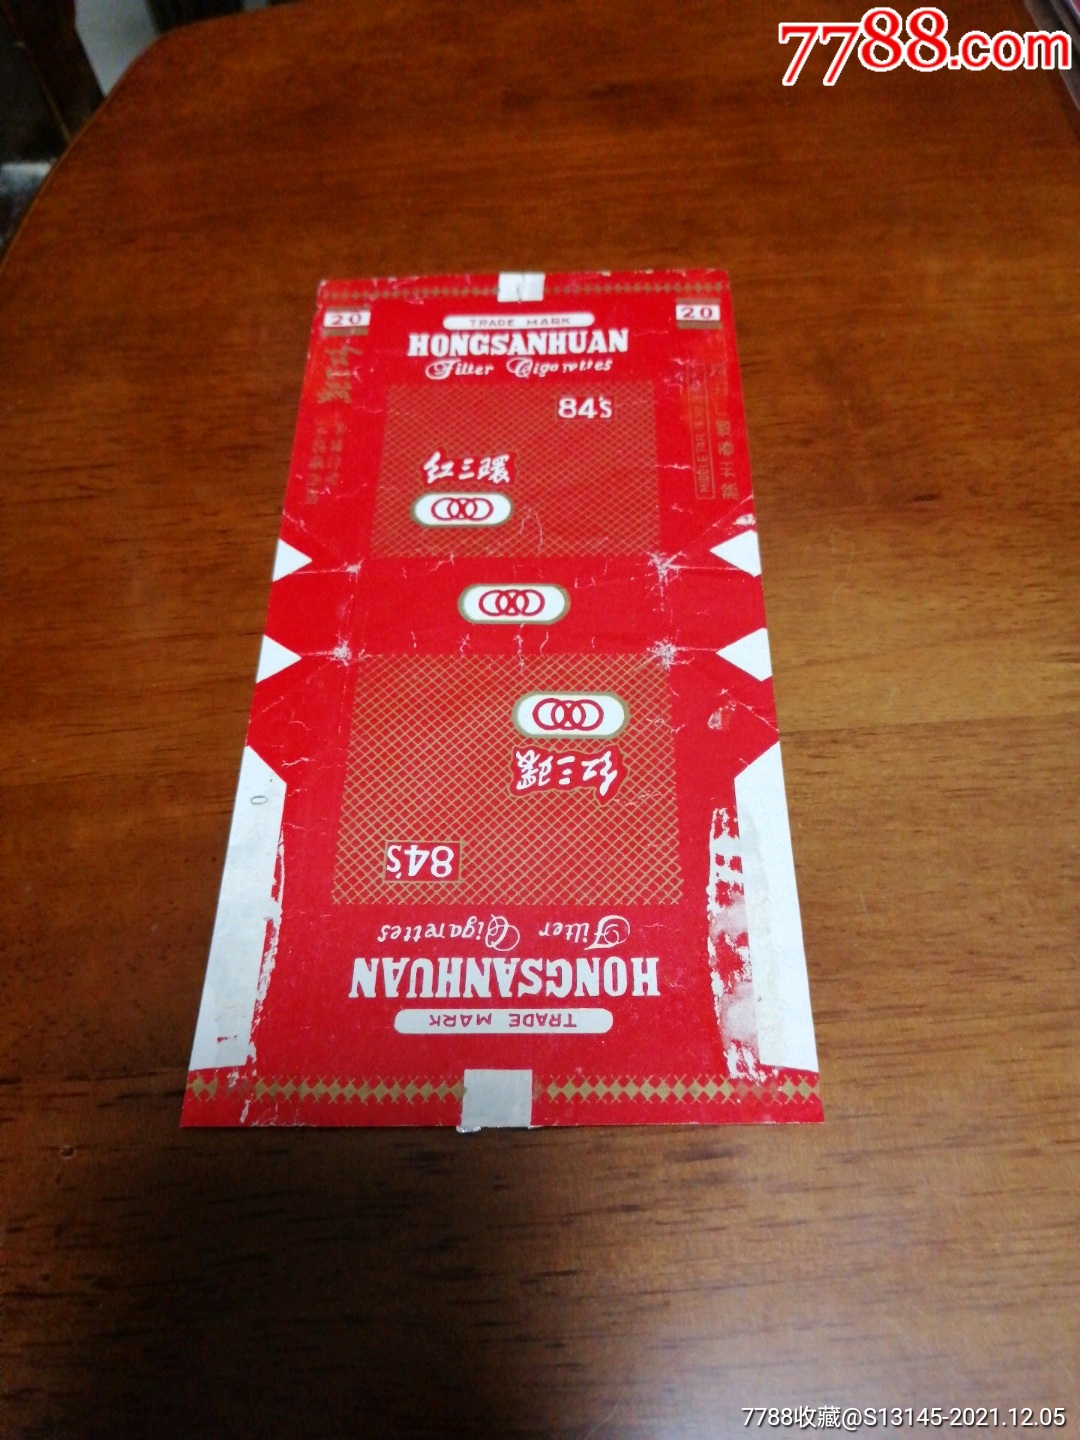 7788.com
20
20
TRADE MARK
HONGSANHUAN
Filter Cigarettes
84's
红三環
红三環
84's
Filter Cigarettes
HONGSANHUAN
TRADE MARK
7788收藏@S13145-2021.12.05